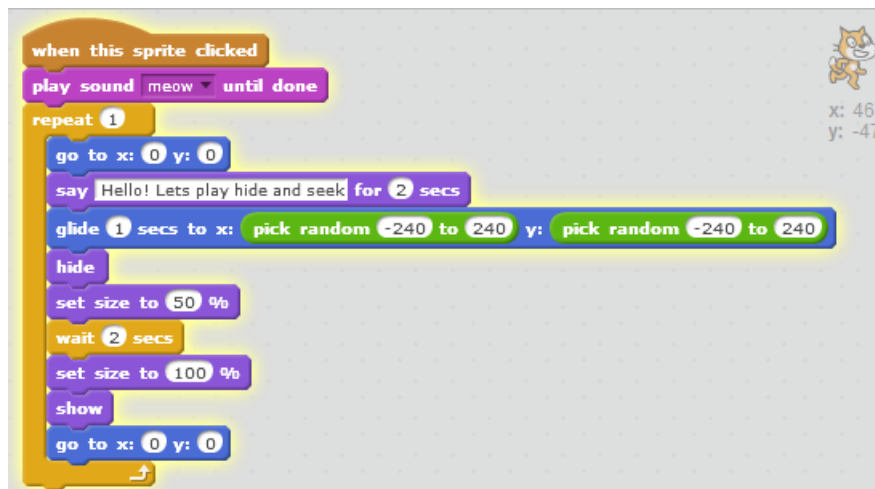 when this sprite clicked
play sound meow until done
repeat 1
go to x: 0 y: 0
say Hello! Lets play hide and seek for 2 secs
glide 1 secs to x: pick random -240 to 240 y: pick random -240 to 240
hide
set size to 50 %
wait 2 secs
set size to 100 %
show
go to x: 0 y: 0
x: 46
y: -47